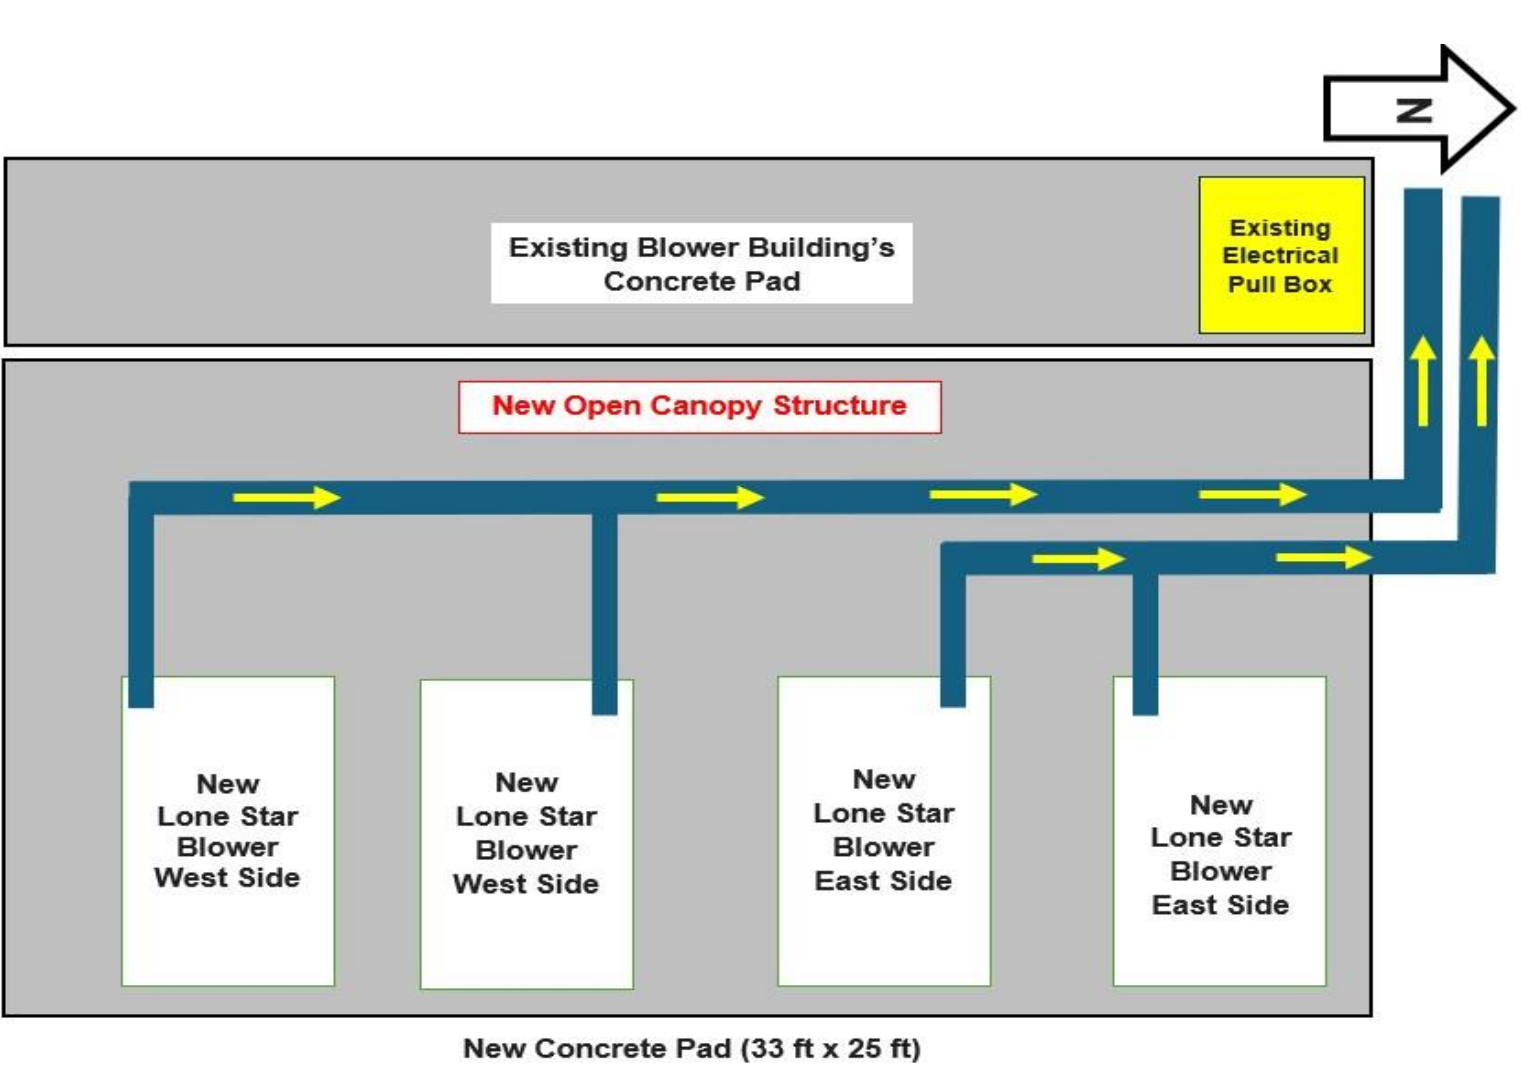 N
Existing Blower Building’s
Concrete Pad
Existing
Electrical
Pull Box
New Open Canopy Structure
New
Lone Star
Blower
West Side
New
Lone Star
Blower
West Side
New
Lone Star
Blower
East Side
New
Lone Star
Blower
East Side
New Concrete Pad (33 ft x 25 ft)